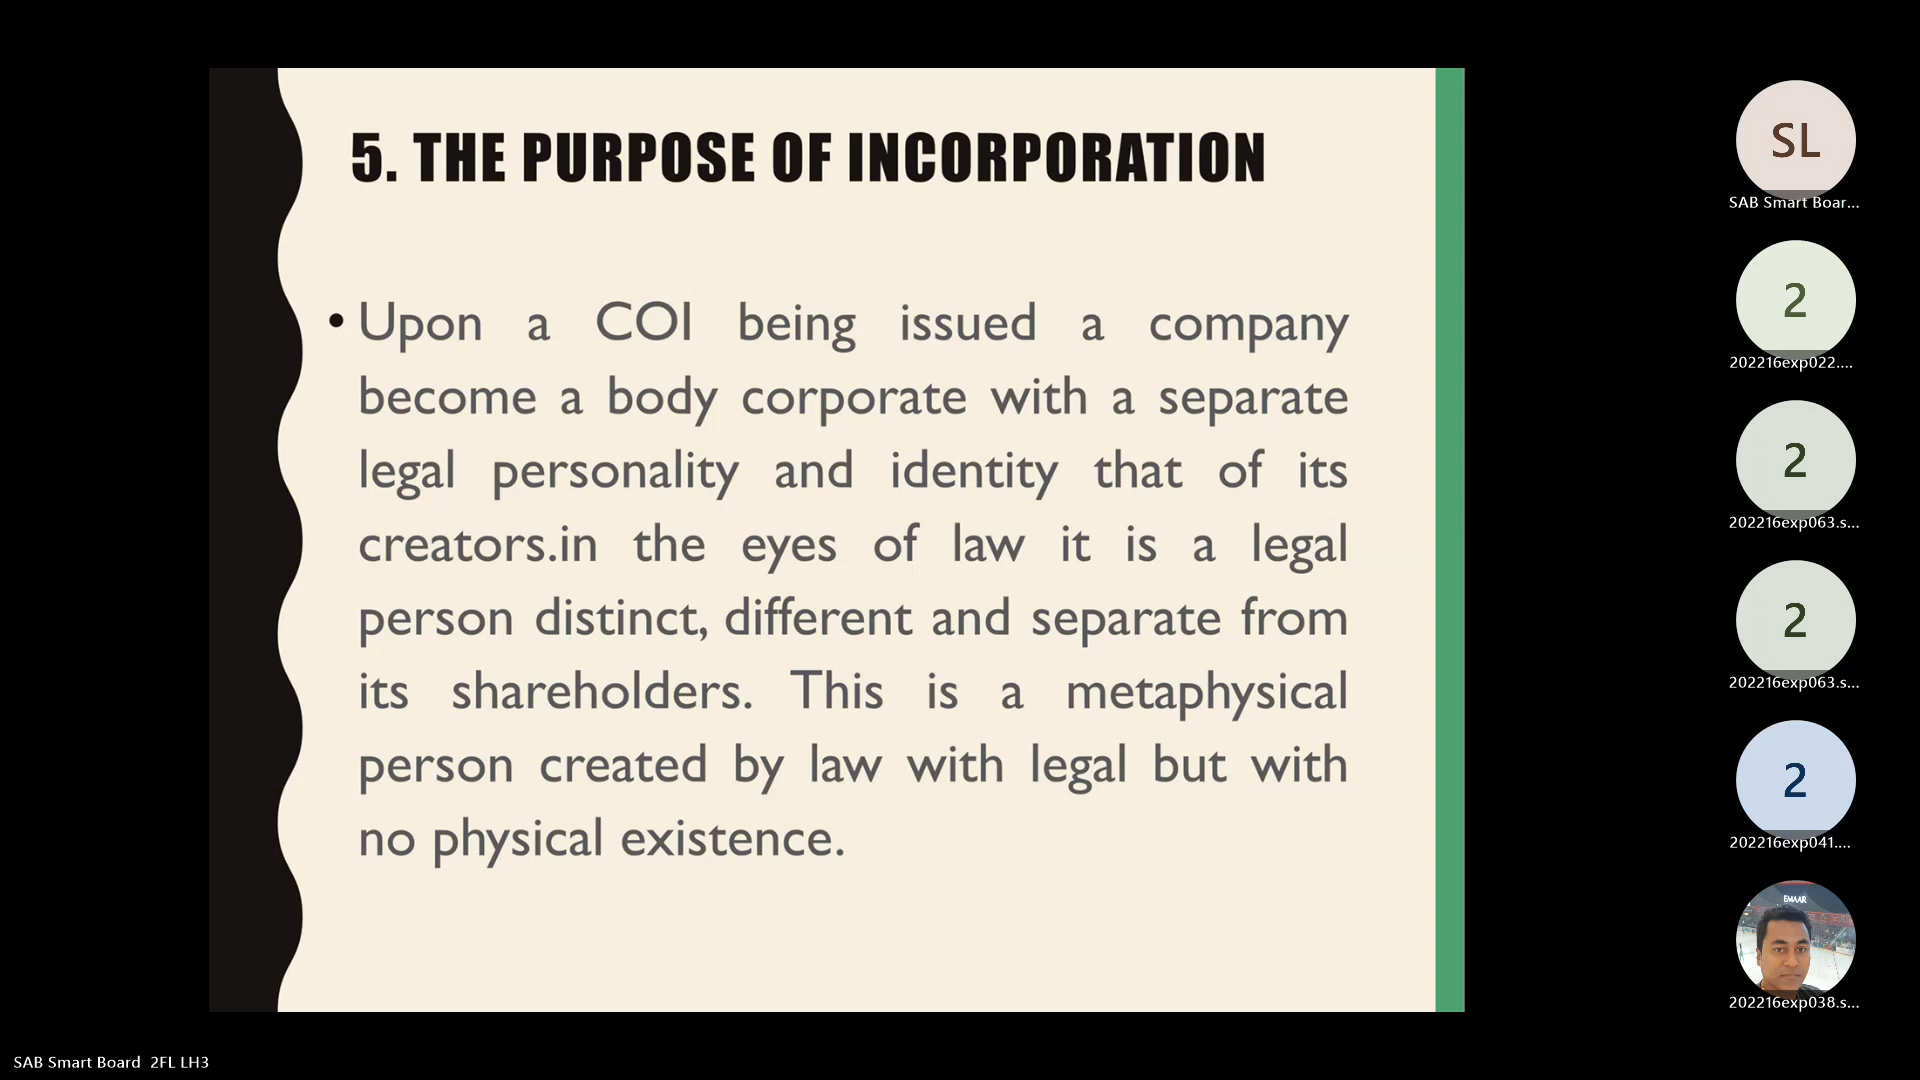 5. THE PURPOSE OF INCORPORATION
• Upon a COI being issued a company
become a body corporate with a separate
legal personality and identity that of its
creators.in the eyes of law it is a legal
person distinct, different and separate from
its shareholders. This is a metaphysical
person created by law with legal but with
no physical existence.
SL
SAB Smart Boar...
2
202216exp022....
2
202216exp063.s...
2
202216exp063.s...
2
202216exp041....
EMAAR
202216exp038.s...
SAB Smart Board 2FL LH3